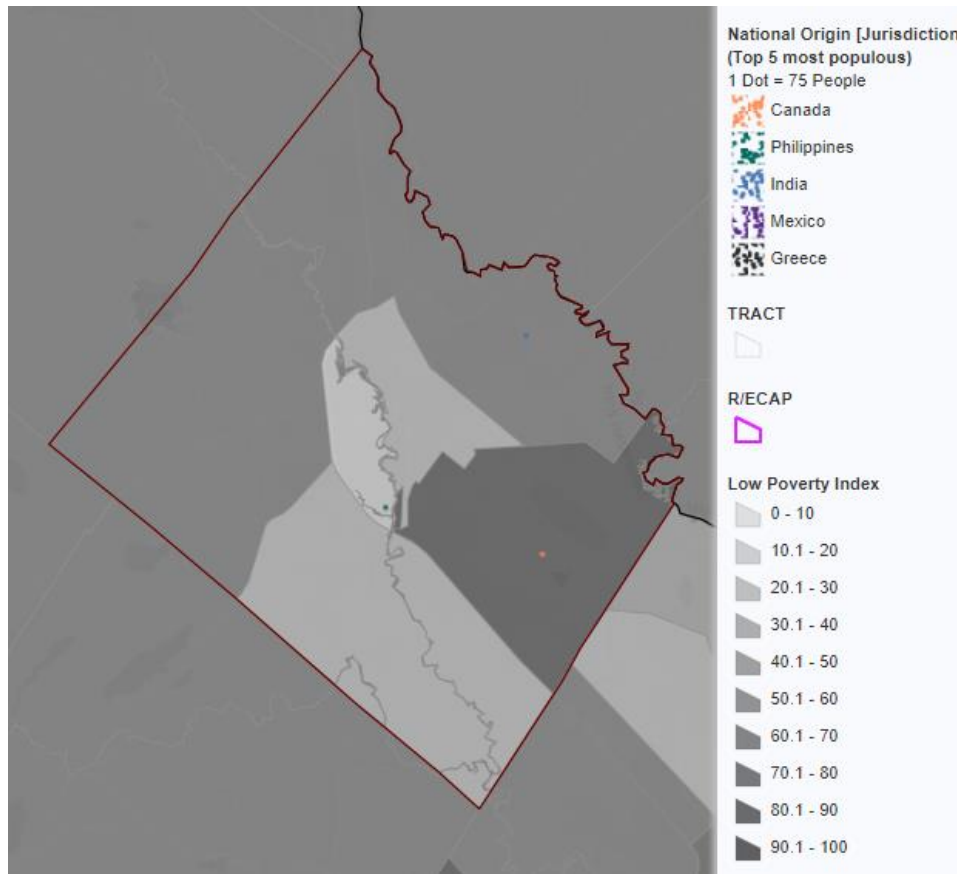 National Origin [Jurisdiction
(Top 5 most populous)
1 Dot = 75 People
Canada
Philippines
India
Mexico
Greece
TRACT
R/ECAP
Low Poverty Index
0 - 10
10.1 - 20
20.1 - 30
30.1 - 40
40.1 - 50
50.1 - 60
60.1 - 70
70.1 - 80
80.1 - 90
90.1 - 100